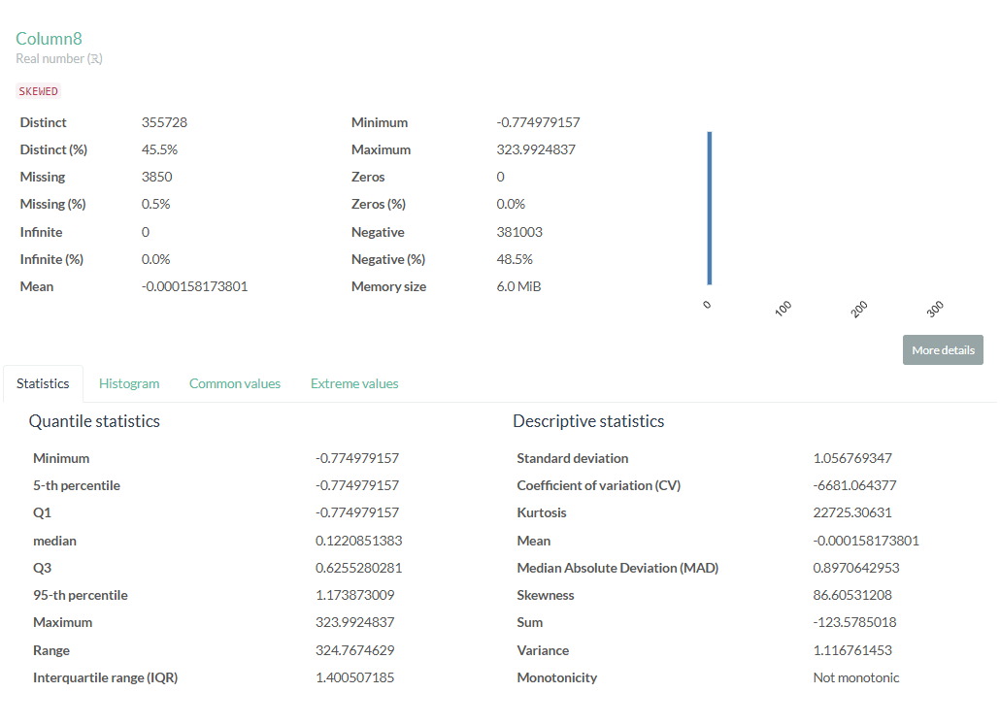 Column8
Real number (ℝ)
SKEWED
Distinct 355728 Minimum -0.774979157
Distinct (%) 45.5% Maximum 323.9924837
Missing 3850 Zeros 0
Missing (%) 0.5% Zeros (%) 0.0%
Infinite 0 Negative 381003
Infinite (%) 0.0% Negative (%) 48.5%
Mean -0.000158173801 Memory size 6.0 MiB
0 100 200 300
More details
Statistics Histogram Common values Extreme values
Quantile statistics Descriptive statistics
Minimum -0.774979157 Standard deviation 1.056769347
5-th percentile -0.774979157 Coefficient of variation (CV) -6681.064377
Q1 -0.774979157 Kurtosis 22725.30631
median 0.1220851383 Mean -0.000158173801
Q3 0.6255280281 Median Absolute Deviation (MAD) 0.8970642953
95-th percentile 1.173873009 Skewness 86.60531208
Maximum 323.9924837 Sum -123.5785018
Range 324.7674629 Variance 1.116761453
Interquartile range (IQR) 1.400507185 Monotonicity Not monotonic